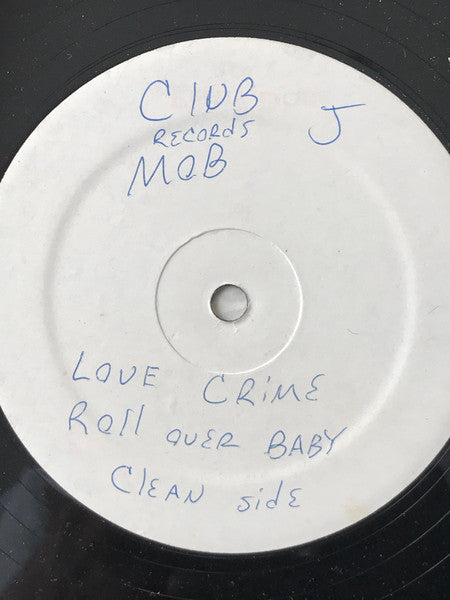 CLUB J
RECORDS
MOB
LOVE CRIME
ROll OVER BABY
CLEAN SidE